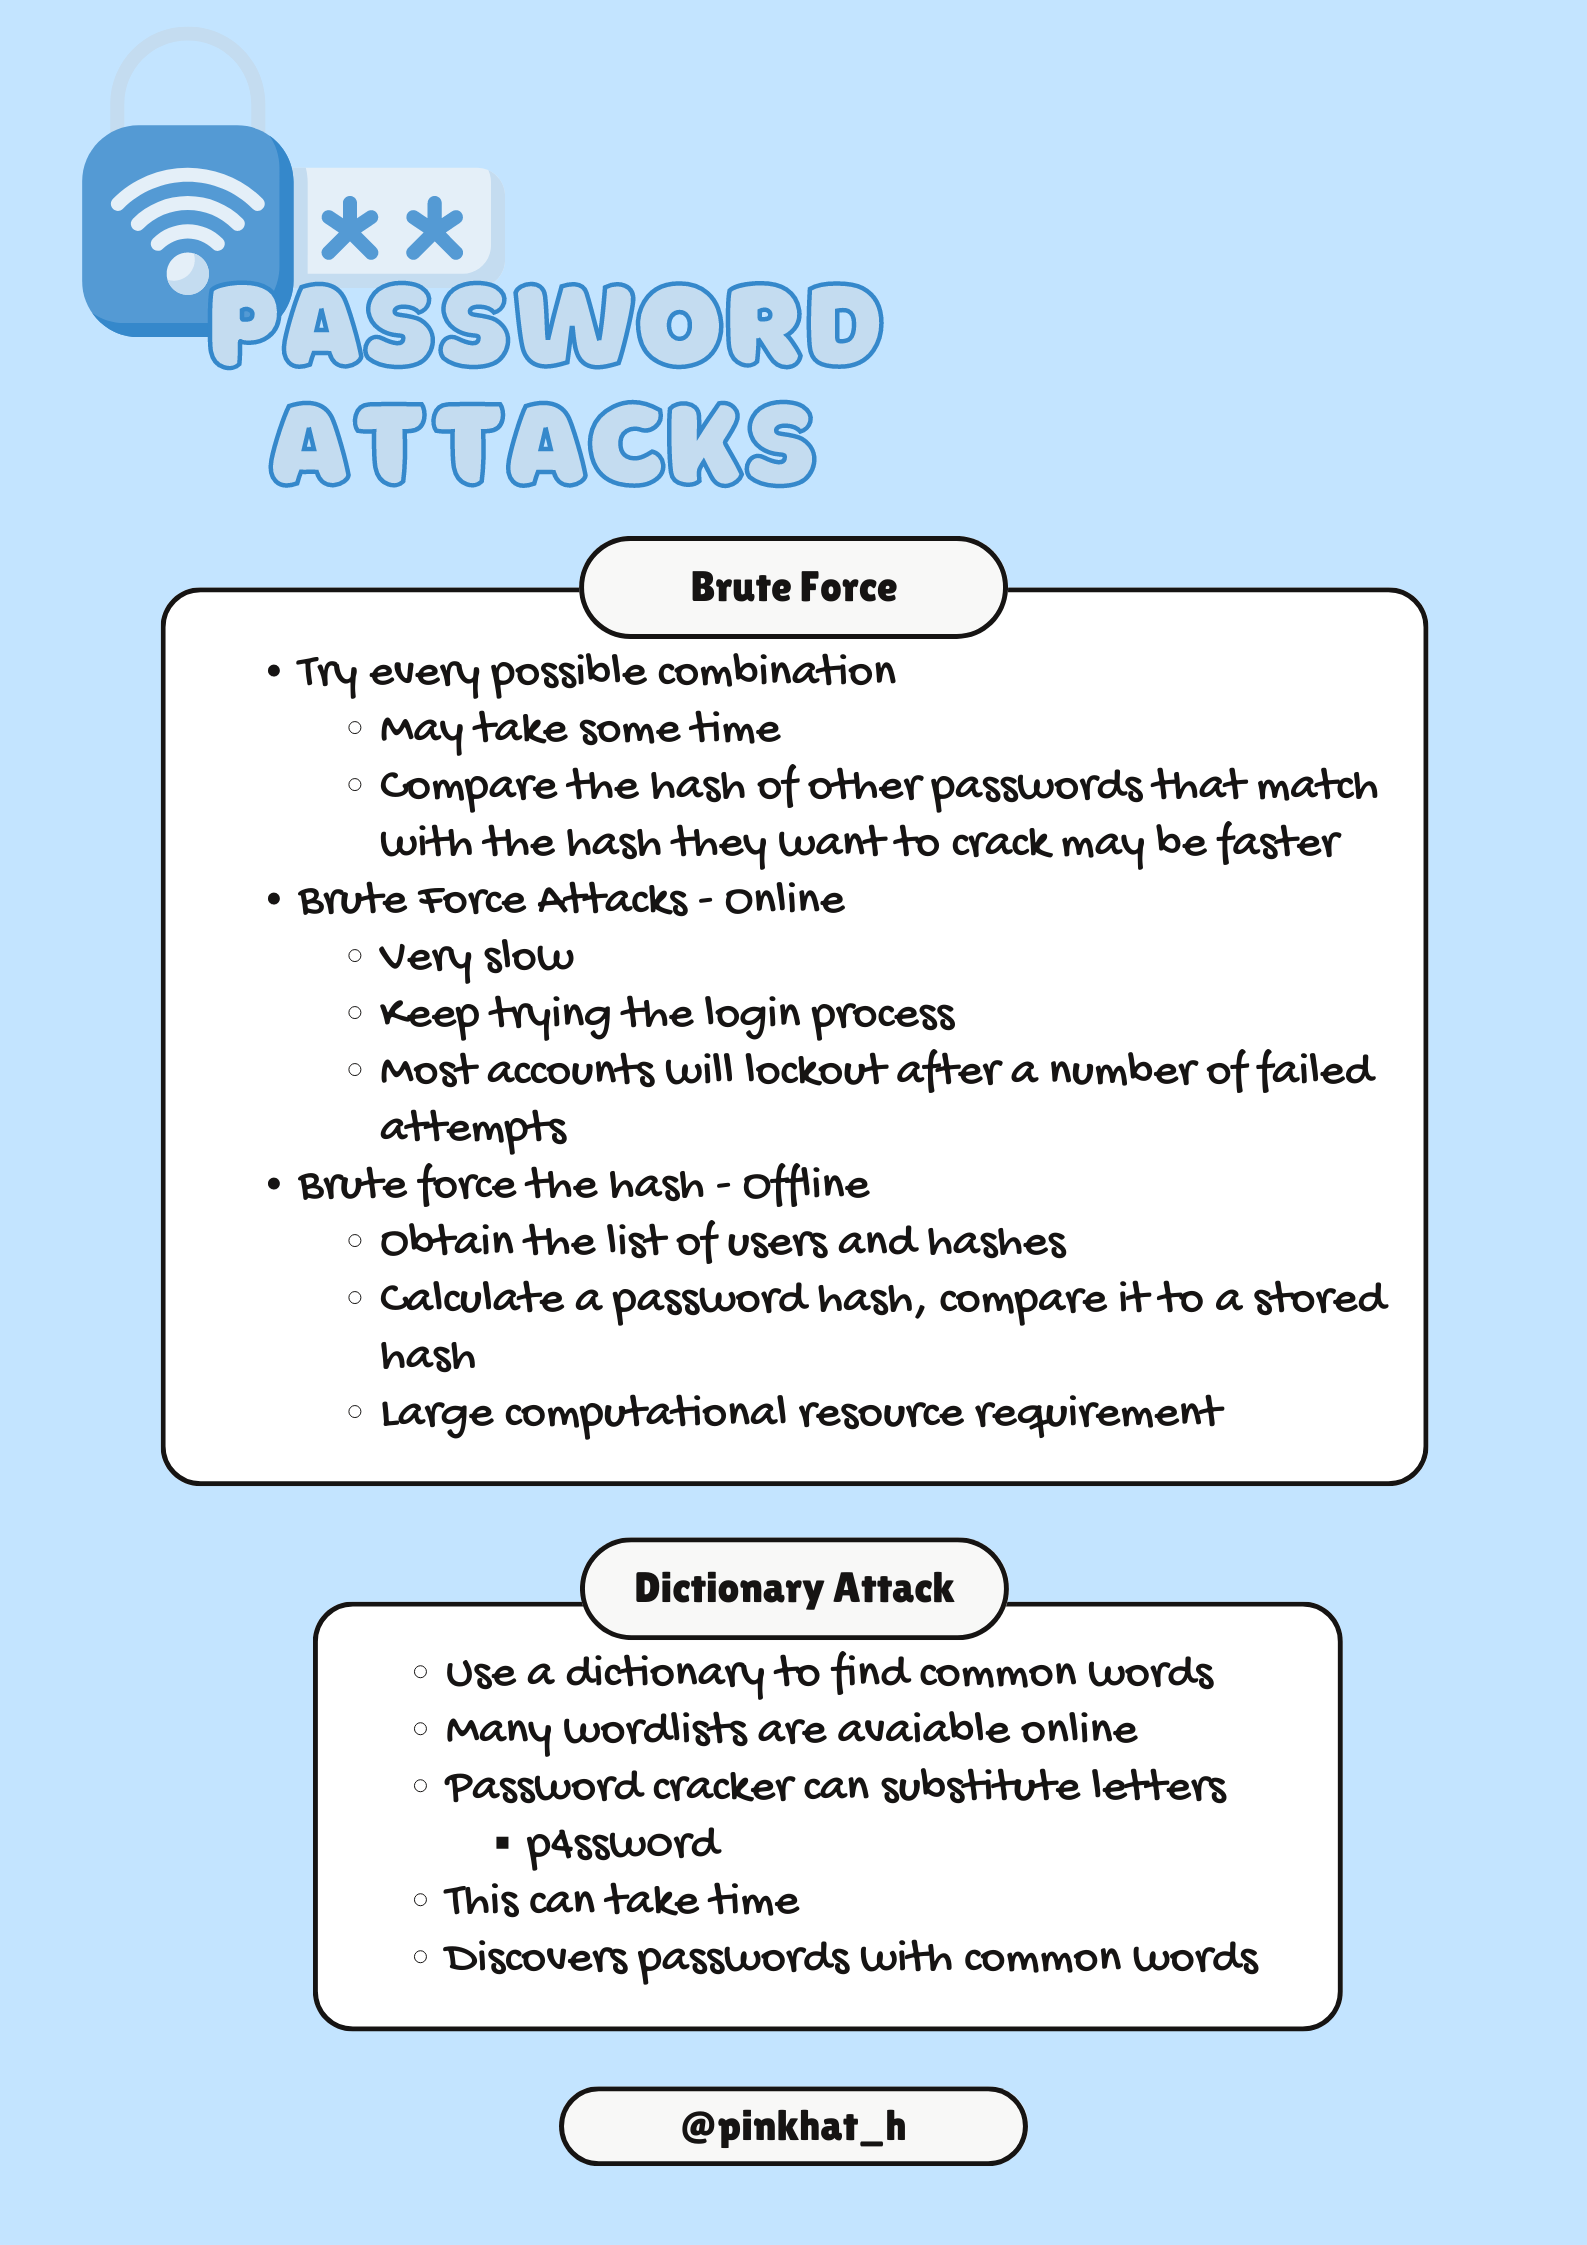 **
PASSWORD
ATTACKS
Brute Force
• Try every possible combination
○ May take some time
○ Compare the hash of other passwords that match
with the hash they want to crack may be faster
• Brute Force Attacks - Online
○ Very slow
○ Keep trying the login process
○ Most accounts will lockout after a number of failed
attempts
• Brute force the hash - Offline
○ Obtain the list of users and hashes
○ Calculate a password hash, compare it to a stored
hash
○ Large computational resource requirement
Dictionary Attack
○ Use a dictionary to find common words
○ Many wordlists are avaiable online
○ Password cracker can substitute letters
▪ p4ssword
○ This can take time
○ Discovers passwords with common words
@pinkhat_h